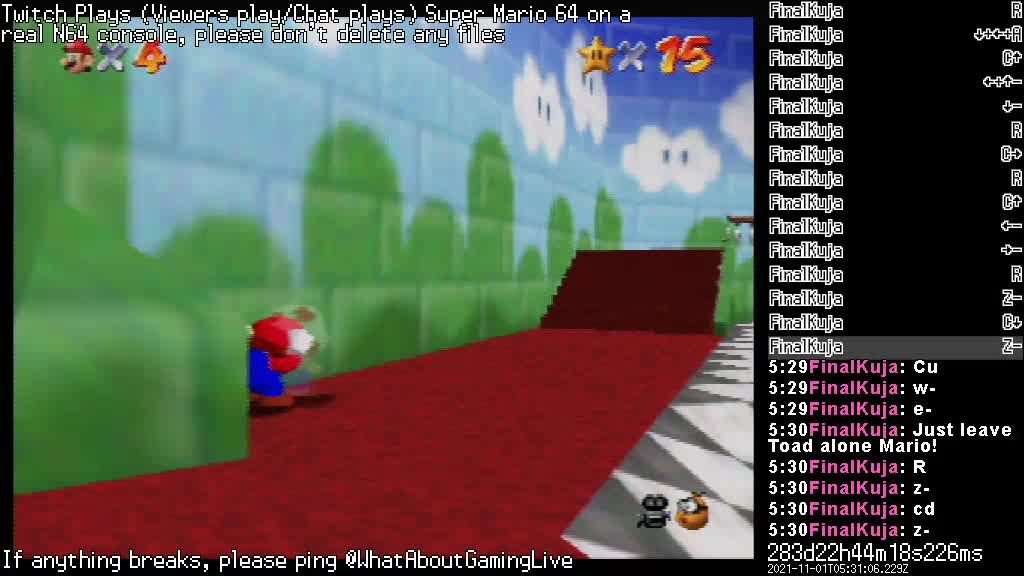 Twitch Plays (Viewers play/Chat plays) Super Mario 64 on a
real N64 console, please don't delete any files
× 4
× 15
FinalKuja R
FinalKuja ↓←←←A
FinalKuja C↑
FinalKuja ←←↑-
FinalKuja ↓-
FinalKuja R
FinalKuja C→
FinalKuja R
FinalKuja C↑
FinalKuja ←-
FinalKuja →-
FinalKuja R
FinalKuja Z-
FinalKuja C↓
FinalKuja Z-
5:29FinalKuja: Cu
5:29FinalKuja: w-
5:29FinalKuja: e-
5:30FinalKuja: Just leave
Toad alone Mario!
5:30FinalKuja: R
5:30FinalKuja: z-
5:30FinalKuja: cd
5:30FinalKuja: z-
283d22h44m18s226ms
2021-11-01T05:31:06.229Z
If anything breaks, please ping @WhatAboutGamingLive